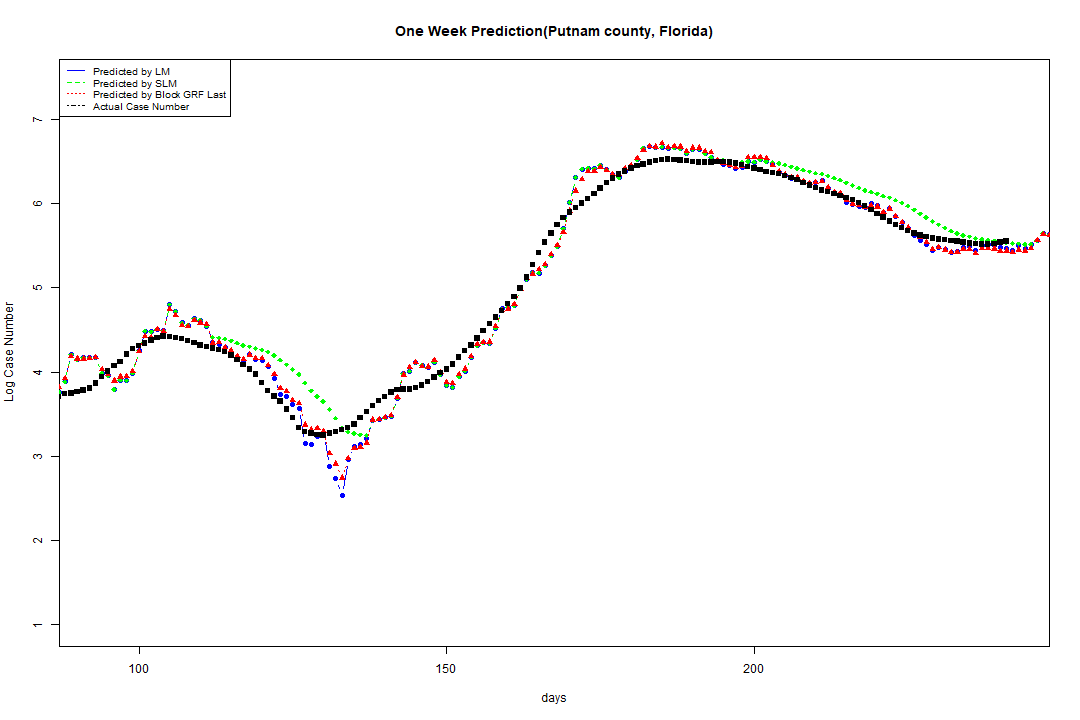 One Week Prediction(Putnam county, Florida)
Predicted by LM
Predicted by SLM
Predicted by Block GRF Last
Actual Case Number
7
6
5
4
3
2
1
Log Case Number
100 150 200
days